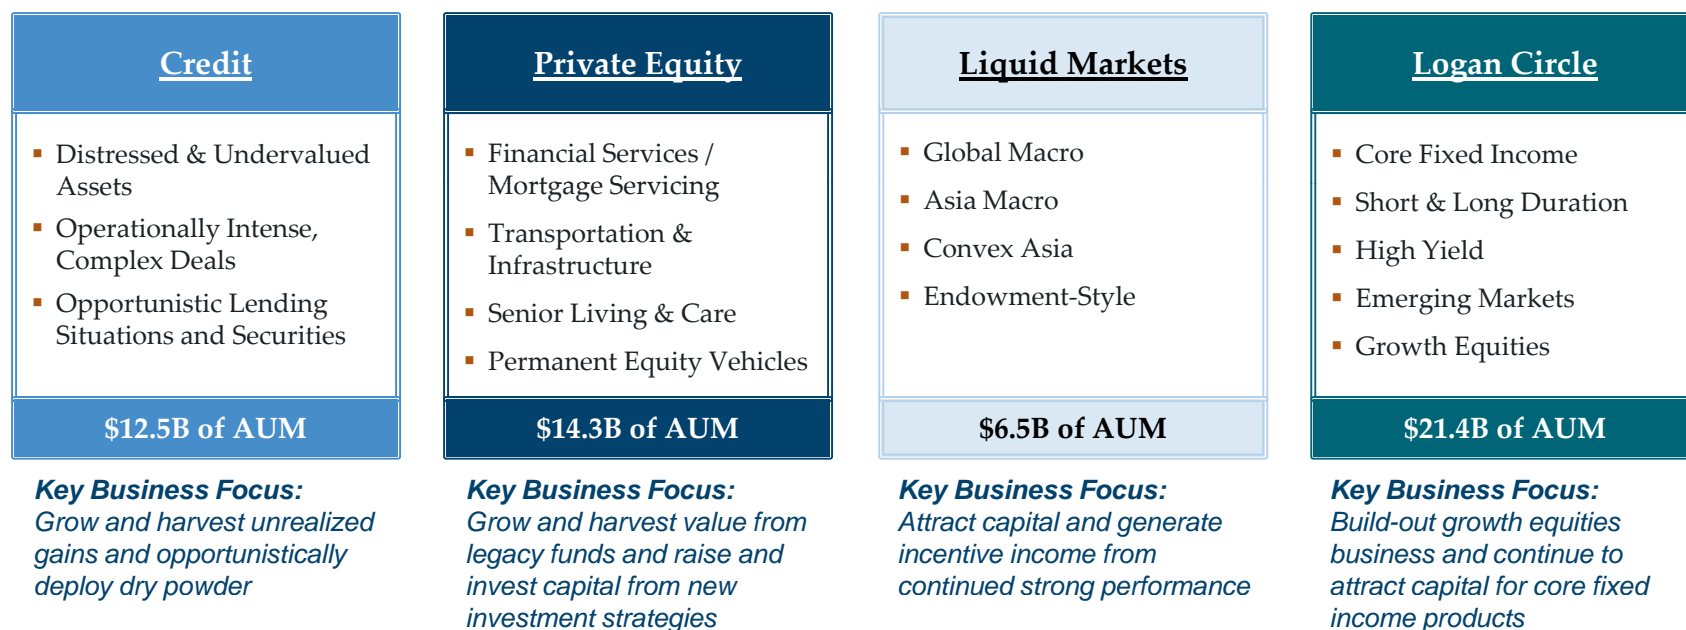 Credit
▪ Distressed & Undervalued
Assets
▪ Operationally Intense,
Complex Deals
▪ Opportunistic Lending
Situations and Securities
$12.5B of AUM
Key Business Focus:
Grow and harvest unrealized
gains and opportunistically
deploy dry powder
Private Equity
▪ Financial Services /
Mortgage Servicing
▪ Transportation &
Infrastructure
▪ Senior Living & Care
▪ Permanent Equity Vehicles
$14.3B of AUM
Key Business Focus:
Grow and harvest value from
legacy funds and raise and
invest capital from new
investment strategies
Liquid Markets
▪ Global Macro
▪ Asia Macro
▪ Convex Asia
▪ Endowment-Style
$6.5B of AUM
Key Business Focus:
Attract capital and generate
incentive income from
continued strong performance
Logan Circle
▪ Core Fixed Income
▪ Short & Long Duration
▪ High Yield
▪ Emerging Markets
▪ Growth Equities
$21.4B of AUM
Key Business Focus:
Build-out growth equities
business and continue to
attract capital for core fixed
income products